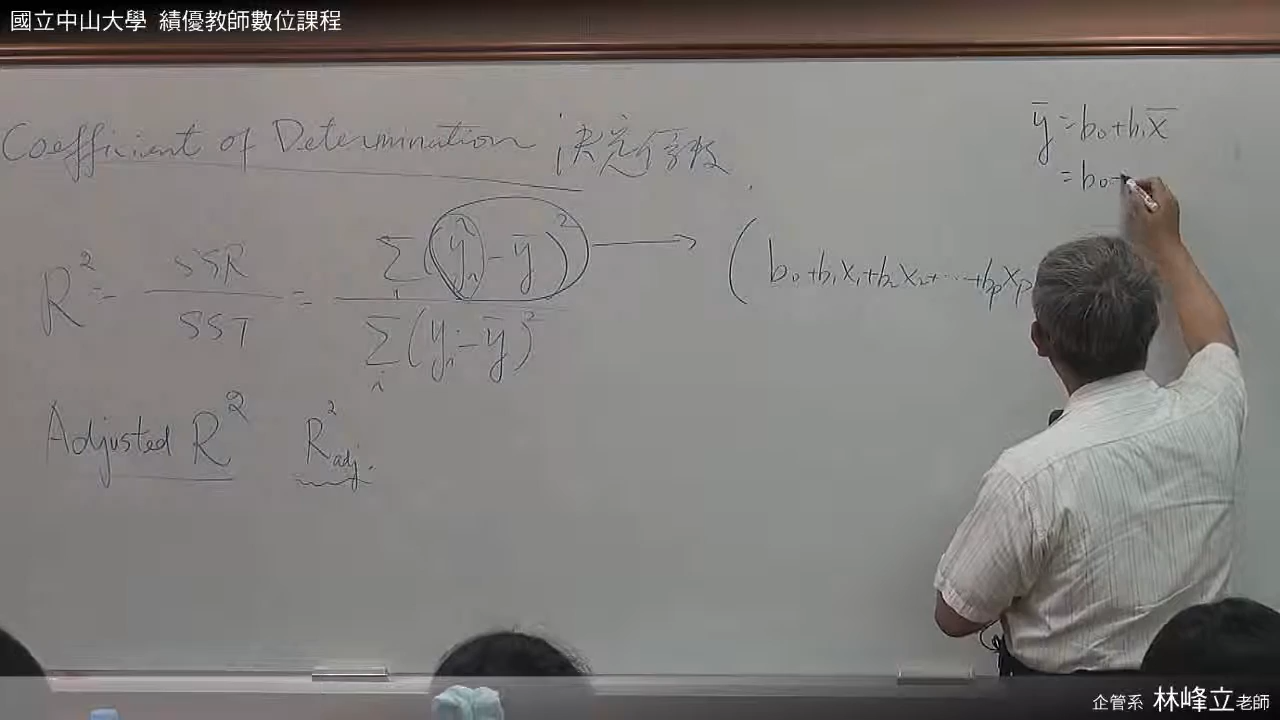 國立中山大學 績優教師數位課程
Coefficient of Determination 決定係數.
ȳ = b₀+b₁x̄
= b₀+
R² = SSR / SST = Σᵢ(ŷᵢ-ȳ)² / Σᵢ(yᵢ-ȳ)² → (b₀+b₁x₁+b₂x₂+⋯+bₚxₚ
Adjusted R² R²adj.
企管系 林峰立老師